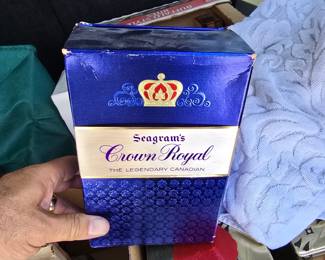 Seagram's
Crown Royal
THE LEGENDARY CANADIAN